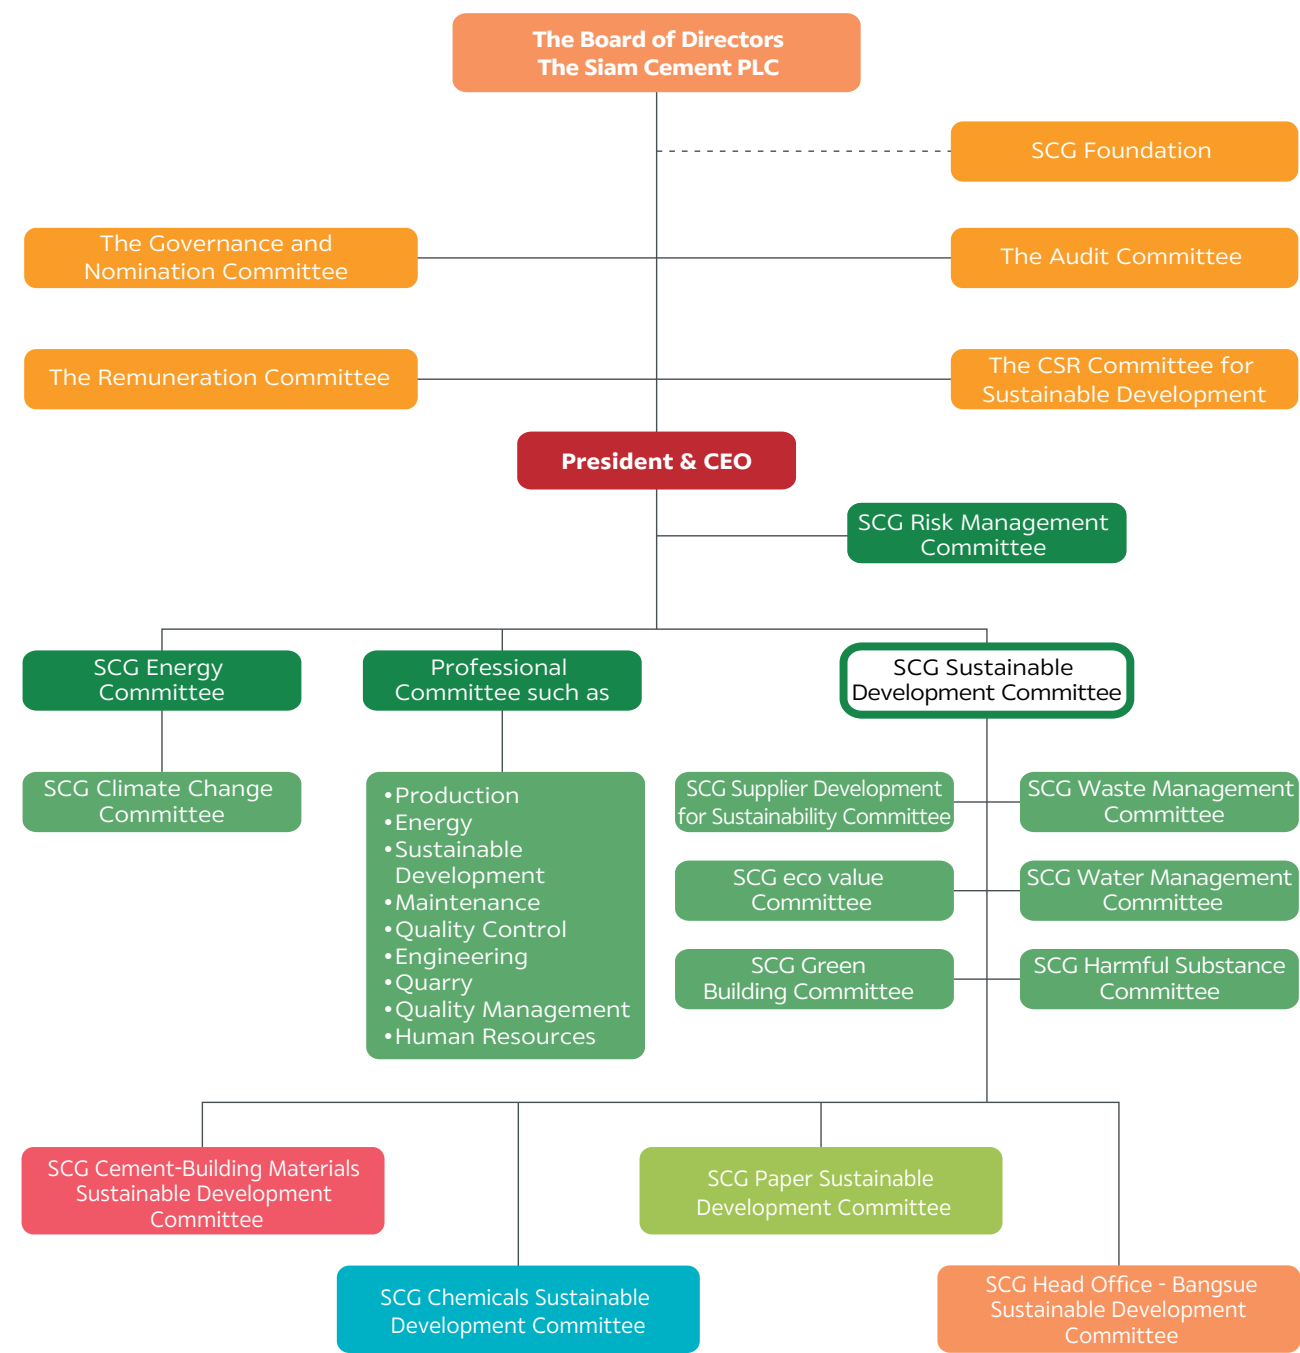 The Board of Directors
The Siam Cement PLC
SCG Foundation
The Governance and
Nomination Committee
The Audit Committee
The Remuneration Committee
The CSR Committee for
Sustainable Development
President & CEO
SCG Risk Management
Committee
SCG Energy
Committee
Professional
Committee such as
SCG Sustainable
Development Committee
SCG Climate Change
Committee
•Production
•Energy
•Sustainable
Development
•Maintenance
•Quality Control
•Engineering
•Quarry
•Quality Management
•Human Resources
SCG Supplier Development
for Sustainability Committee
SCG Waste Management
Committee
SCG eco value
Committee
SCG Water Management
Committee
SCG Green
Building Committee
SCG Harmful Substance
Committee
SCG Cement-Building Materials
Sustainable Development
Committee
SCG Paper Sustainable
Development Committee
SCG Chemicals Sustainable
Development Committee
SCG Head Office - Bangsue
Sustainable Development
Committee